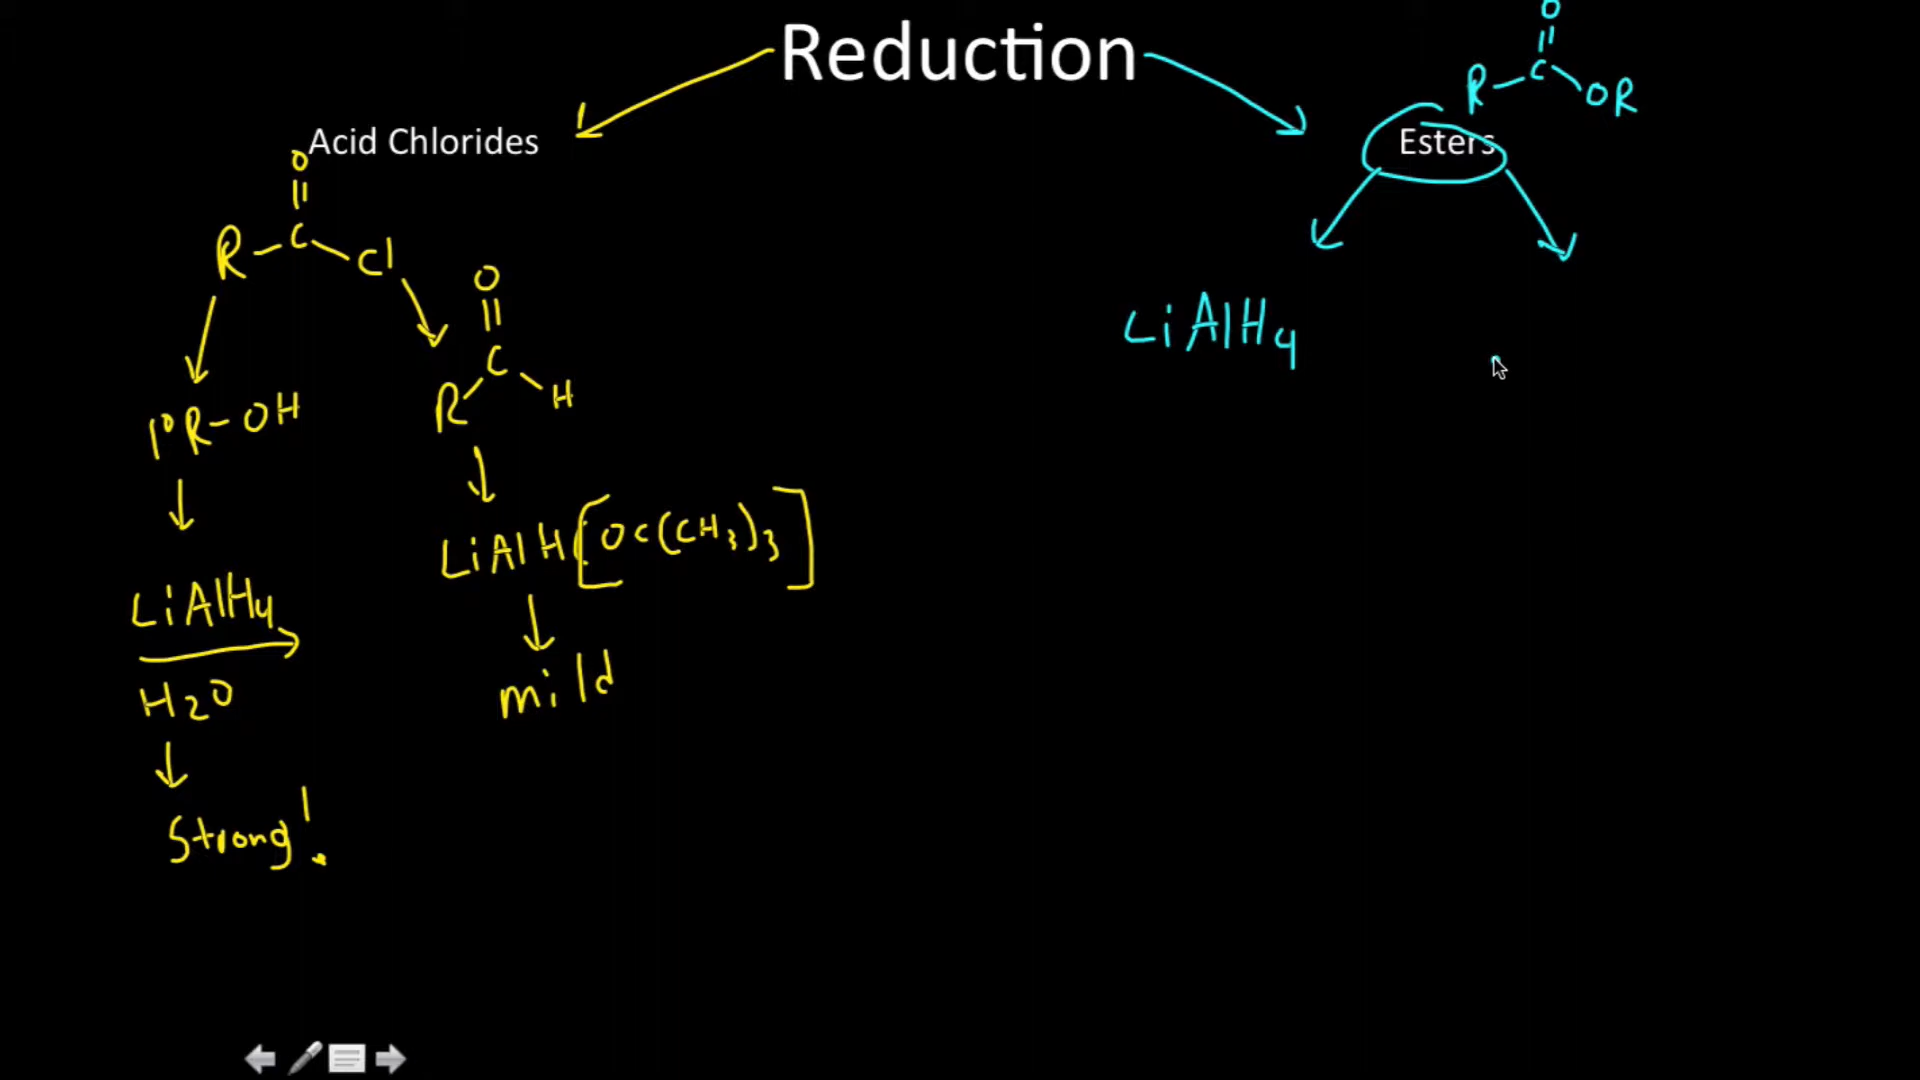 Reduction
Acid Chlorides
O
||
R - C - Cl
1° R - OH
LiAlH4
H2O
Strong!
O
||
C
R H
LiAlH[OC(CH3)3]
mild
O
||
R - C - OR
Esters
LiAlH4